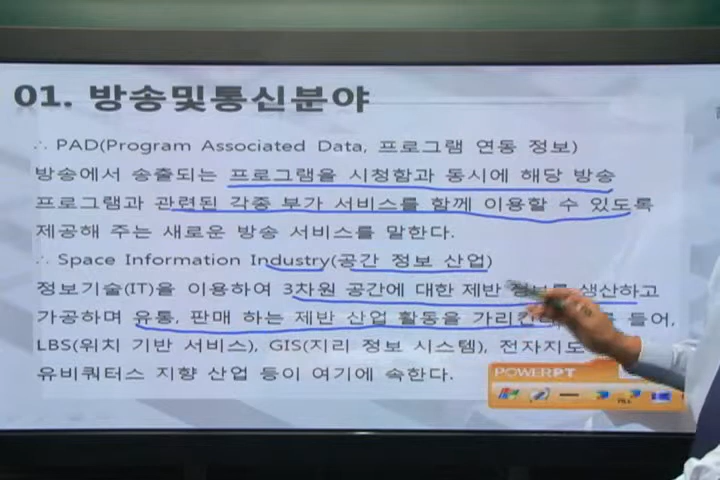 01. 방송및통신분야
∴ PAD(Program Associated Data, 프로그램 연동 정보)
방송에서 송출되는 프로그램을 시청함과 동시에 해당 방송
프로그램과 관련된 각종 부가 서비스를 함께 이용할 수 있도록
제공해 주는 새로운 방송 서비스를 말한다.
∴ Space Information Industry(공간 정보 산업)
정보기술(IT)을 이용하여 3차원 공간에 대한 제반 정보를 생산하고
가공하며 유통, 판매 하는 제반 산업 활동을 들어,
LBS(위치 기반 서비스), GIS(지리 정보 시스템), 전자지도
유비쿼터스 지향 산업 등이 여기에 속한다.
POWERPT